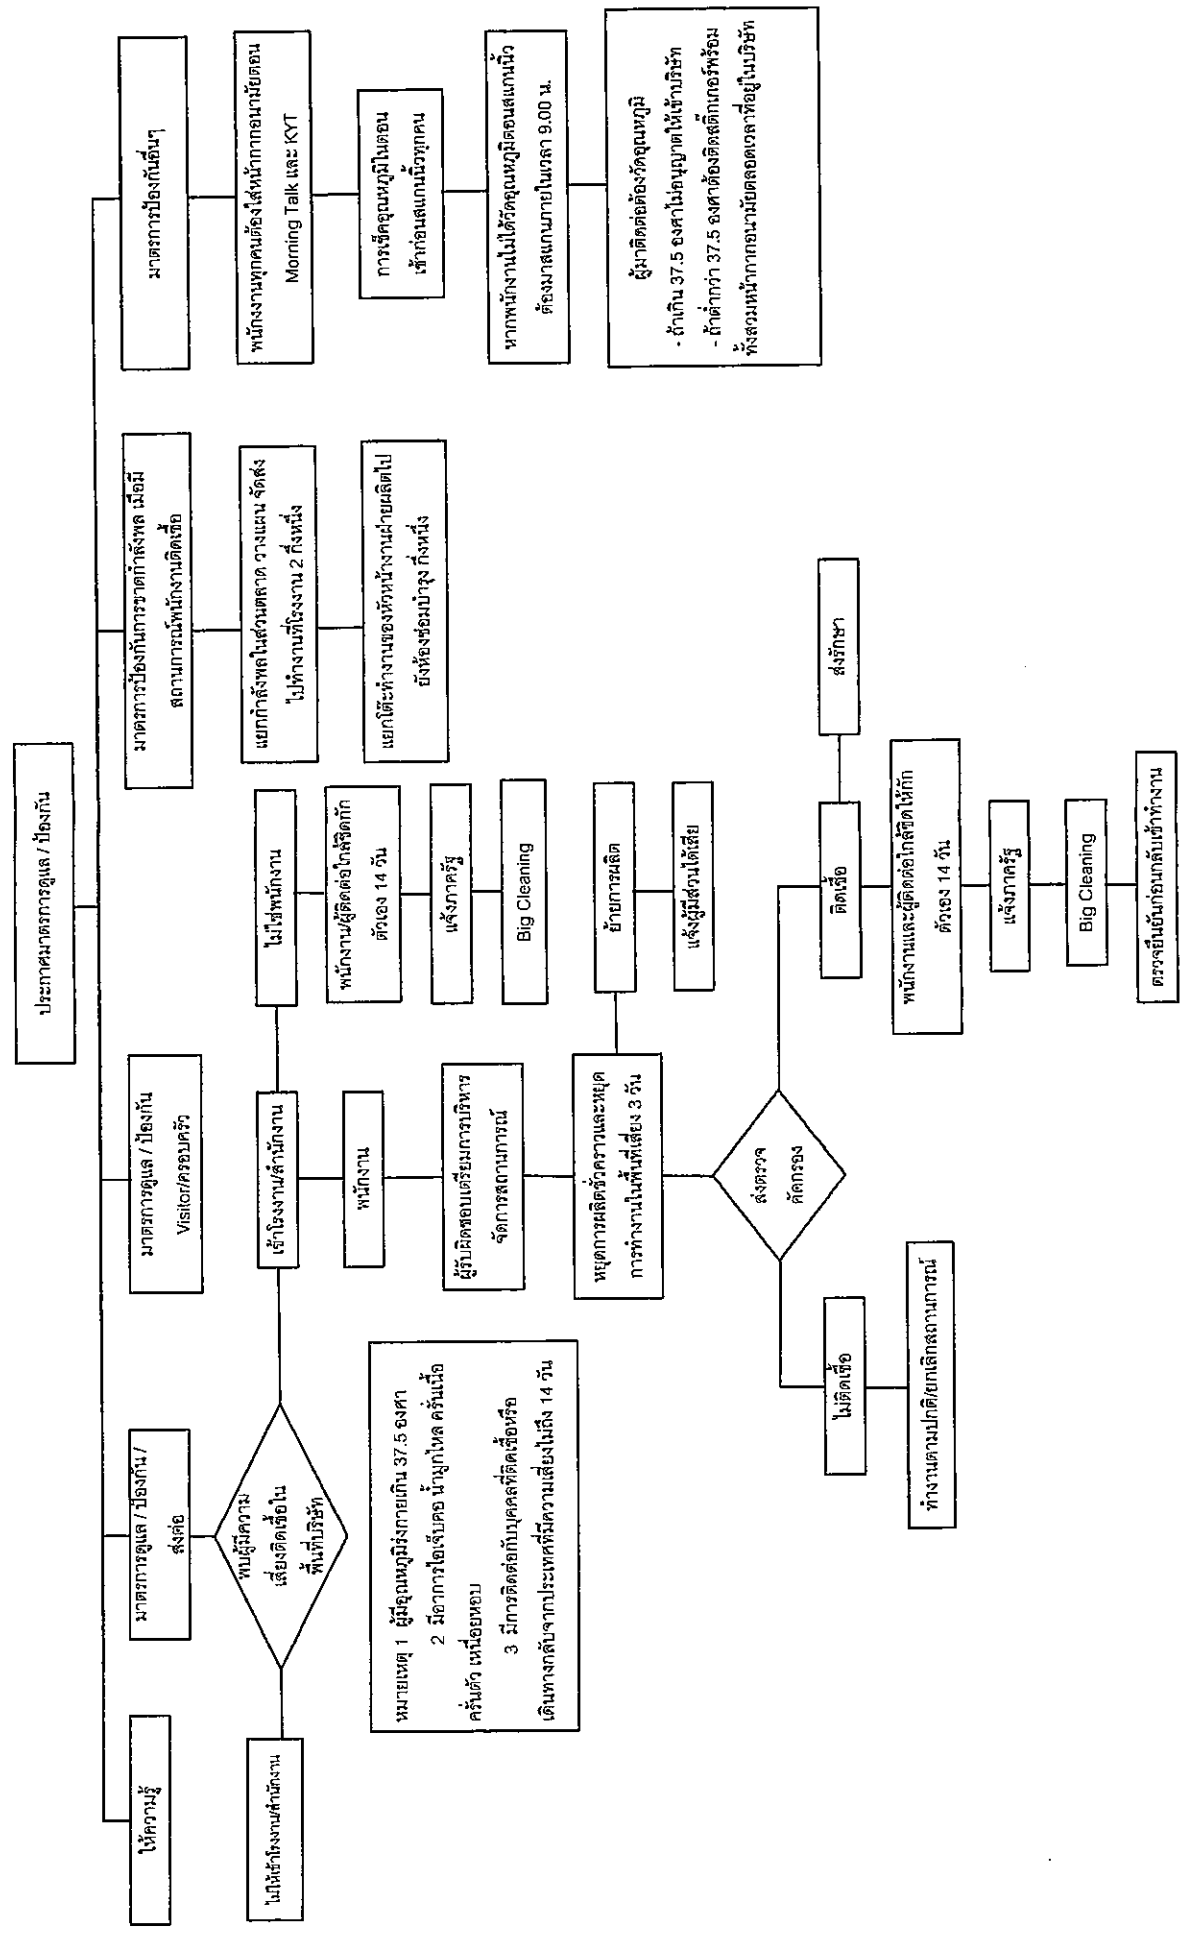 ประกาศมาตรการดูแล / ป้องกัน
ให้ความรู้
มาตรการดูแล / ป้องกัน /
ส่งต่อ
มาตรการดูแล / ป้องกัน
Visitor/ครอบครัว
มาตรการป้องกันการขาดกำลังพล เมื่อมี
สถานการณ์พนักงานติดเชื้อ
มาตรการป้องกันอื่นๆ
ไม่ให้เข้าโรงงาน/สำนักงาน
พบผู้มีความ
เสี่ยงติดเชื้อใน
พื้นที่บริษัท
เข้าโรงงาน/สำนักงาน
ไม่ใช่พนักงาน
พนักงาน/ผู้ติดต่อใกล้ชิดกัก
ตัวเอง 14 วัน
แจ้งภาครัฐ
Big Cleaning
พนักงาน
ผู้รับผิดชอบเตรียมการบริหาร
จัดการสถานการณ์
หยุดการผลิตชั่วคราวและหยุด
การทำงานในพื้นที่เสี่ยง 3 วัน
ย้ายการผลิต
แจ้งผู้มีส่วนได้เสีย
หมายเหตุ 1 ผู้มีอุณหภูมิร่งกายเกิน 37.5 องศา
2 มีอาการไอเจ็บคอ น้ำมูกไหล ครั่นเนื้อ
ครั่นตัว เหนื่อยหอบ
3 มีการติดต่อกับบุคคลที่ติดเชื้อหรือ
เดินทางกลับจากประเทศที่มีความเสี่ยงไม่ถึง 14 วัน
ส่งตรวจ
คัดกรอง
ไม่ติดเชื้อ
ทำงานตามปกติ/ยกเลิกสถานการณ์
ติดเชื้อ
ส่งรักษา
พนักงานและผู้ติดต่อใกล้ชิดให้กัก
ตัวเอง 14 วัน
แจ้งภาครัฐ
Big Cleaning
ตรวจยืนยันก่อนกลับเข้าทำงาน
แยกกำลังพลในส่วนตลาด วางแผน จัดส่ง
ไปทำงานที่โรงงาน 2 กึ่งหนึ่ง
แยกโต๊ะทำงานของหัวหน้างานฝ่ายผลิตไป
ยังห้องซ่อมบำรุง กึ่งหนึ่ง
พนักงงานทุกคนต้องใส่หน้ากากอนามัยตอน
Morning Talk และ KYT
การเช็คอุณหภูมิในตอน
เช้าก่อนสแกนนิ้วทุกคน
หากพนักงานไม่ได้วัดอุณหภูมิตอนสแกนนิ้ว
ต้องมาสแกนภายในเวลา 9.00 น.
ผู้มาติดต่อต้องวัดอุณหภูมิ
- ถ้าเกิน 37.5 องศาไม่อนุญาตให้เข้าบริษัท
- ถ้าต่ำกว่า 37.5 องศาต้องติดสติ๊กเกอร์พร้อม
ทั้งสวมหน้ากากอนามัยตลอดเวลาที่อยู่ในบริษัท